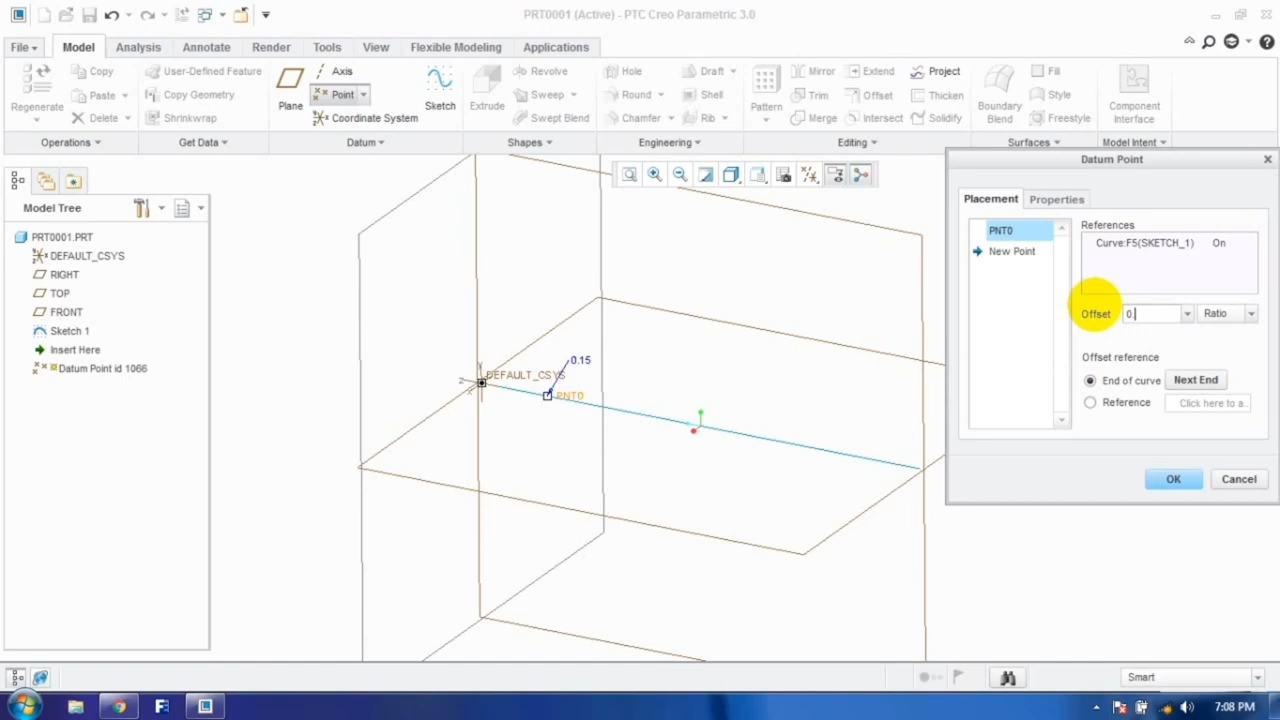 PRT0001 (Active) - PTC Creo Parametric 3.0
File Model Analysis Annotate Render Tools View Flexible Modeling Applications
Regenerate Copy Paste Delete User-Defined Feature Copy Geometry Shrinkwrap Plane Axis Point Coordinate System Sketch Extrude Revolve Sweep Swept Blend Hole Round Chamfer Draft Shell Rib Pattern Mirror Trim Merge Extend Offset Intersect Project Thicken Solidify Boundary Blend Fill Style Freestyle Component Interface
Operations Get Data Datum Shapes Engineering Editing Surfaces Model Intent
Model Tree
PRT0001.PRT
DEFAULT_CSYS
RIGHT
TOP
FRONT
Sketch 1
Insert Here
Datum Point id 1066
0.15
DEFAULT_CSYS
Y
Z
X
PNT0
Datum Point
Placement Properties
PNT0
New Point
References
Curve:F5(SKETCH_1) On
Offset 0. Ratio
Offset reference
End of curve Next End
Reference Click here to a..
OK Cancel
Smart
7:08 PM